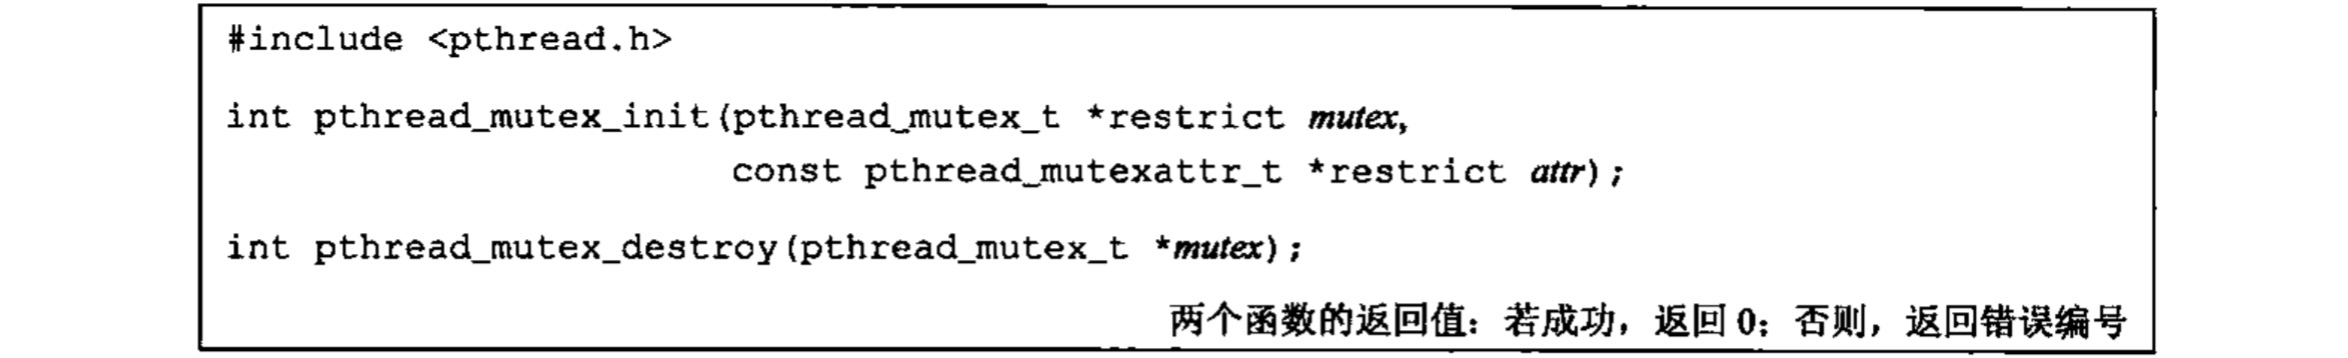 #include <pthread.h>
int pthread_mutex_init(pthread_mutex_t *restrict mutex,
const pthread_mutexattr_t *restrict attr);
int pthread_mutex_destroy(pthread_mutex_t *mutex);
两个函数的返回值：若成功，返回0；否则，返回错误编号